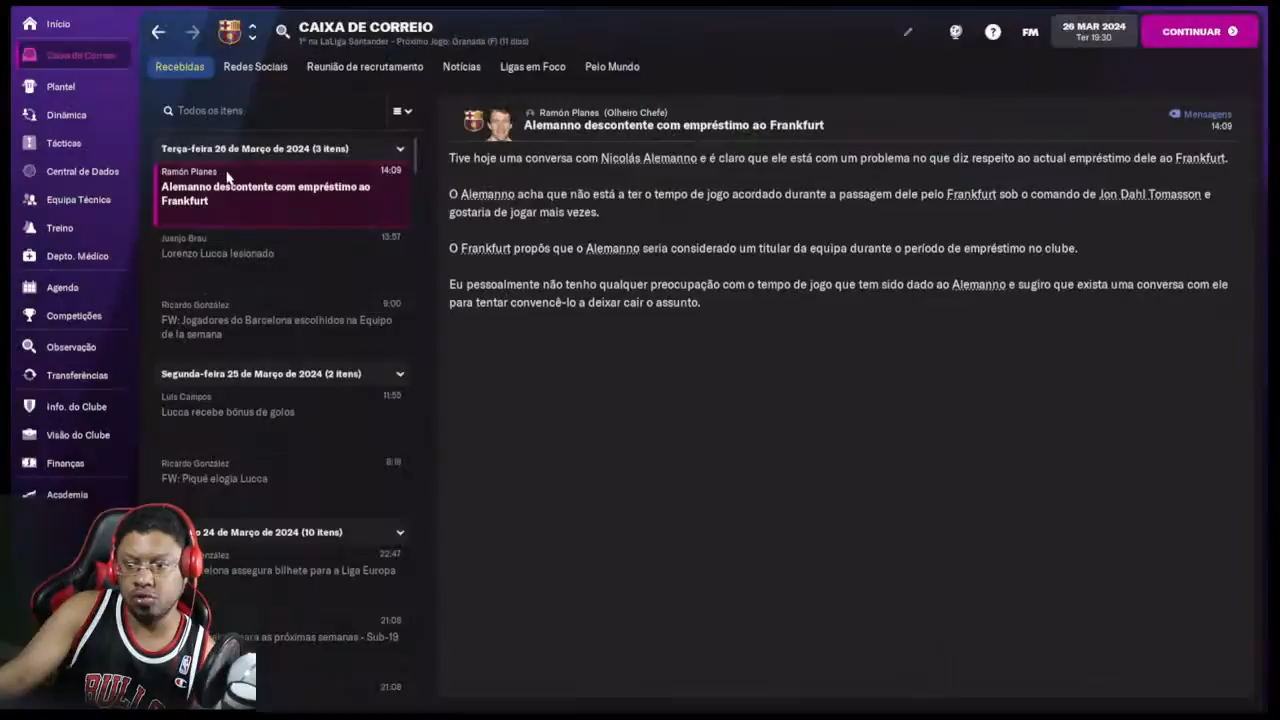 Início
Caixa de Correio
Plantel
Dinâmica
Tácticas
Central de Dados
Equipa Técnica
Treino
Depto. Médico
Agenda
Competições
Observação
Transferências
Info. do Clube
Visão do Clube
Finanças
Academia
CAIXA DE CORREIO
1º na LaLiga Santander - Próximo Jogo: Granada (F) (11 dias)
FM
26 MAR 2024
Ter 19:30
CONTINUAR
Recebidas
Redes Sociais
Reunião de recrutamento
Notícias
Ligas em Foco
Pelo Mundo
Todos os itens
Terça-feira 26 de Março de 2024 (3 itens)
Ramón Planes 14:09
Alemanno descontente com empréstimo ao
Frankfurt
Juanjo Brau 13:57
Lorenzo Lucca lesionado
Ricardo González 9:00
FW: Jogadores do Barcelona escolhidos na Equipo
de la semana
Segunda-feira 25 de Março de 2024 (2 itens)
Luis Campos 11:55
Lucca recebe bónus de golos
Ricardo González
FW: Piqué elogia Lucca
24 de Março de 2024 (10 itens)
22:47
assegura bilhete para a Liga Europa
21:08
as próximas semanas - Sub-19
21:08
Ramón Planes (Olheiro Chefe)
Alemanno descontente com empréstimo ao Frankfurt
Mensagens
14:09
Tive hoje uma conversa com Nicolás Alemanno e é claro que ele está com um problema no que diz respeito ao actual empréstimo dele ao Frankfurt.
O Alemanno acha que não está a ter o tempo de jogo acordado durante a passagem dele pelo Frankfurt sob o comando de Jon Dahl Tomasson e
gostaria de jogar mais vezes.
O Frankfurt propôs que o Alemanno seria considerado um titular da equipa durante o período de empréstimo no clube.
Eu pessoalmente não tenho qualquer preocupação com o tempo de jogo que tem sido dado ao Alemanno e sugiro que exista uma conversa com ele
para tentar convencê-lo a deixar cair o assunto.
BULLS